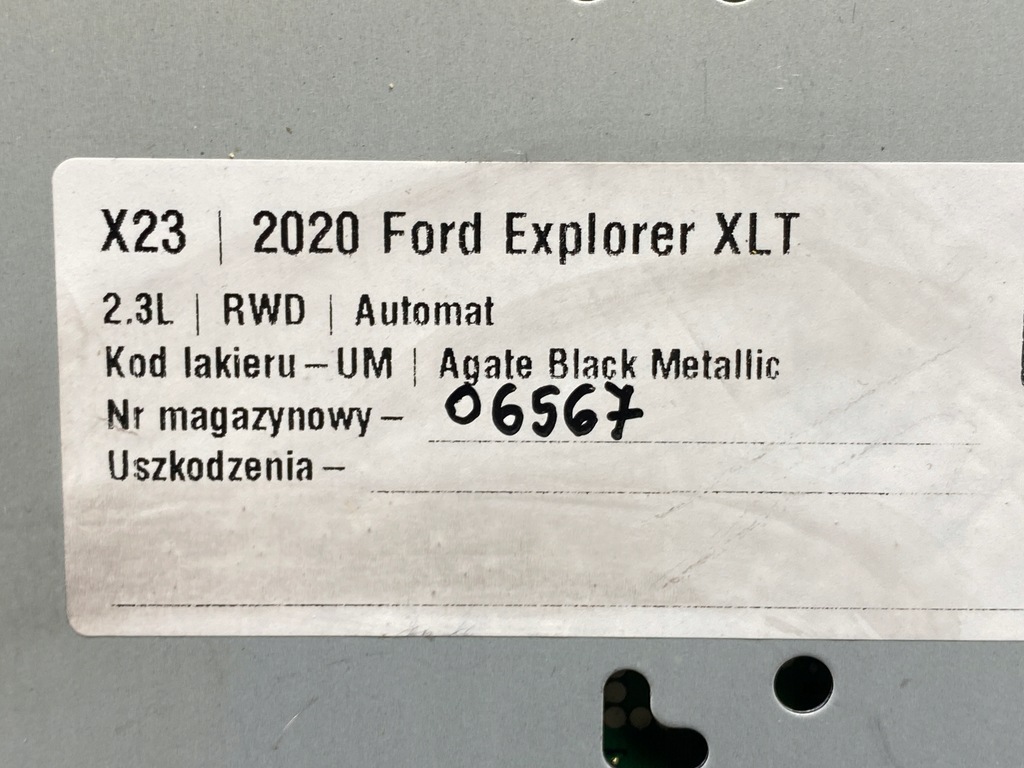 X23 | 2020 Ford Explorer XLT
2.3L | RWD | Automat
Kod lakieru – UM | Agate Black Metallic
Nr magazynowy – 06567
Uszkodzenia –